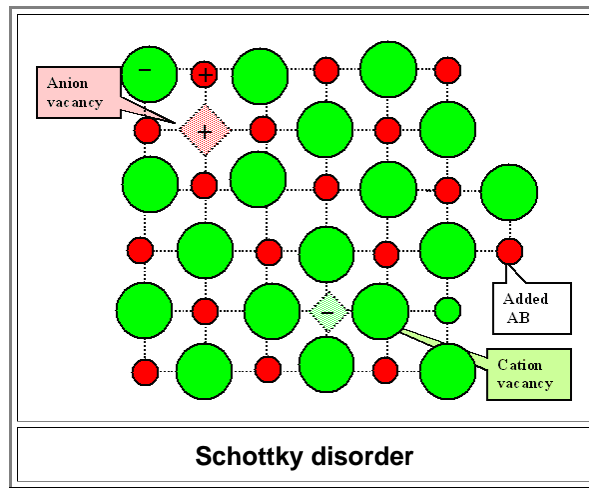 − +
Anion
vacancy
+
Added
AB
−
Cation
vacancy
Schottky disorder